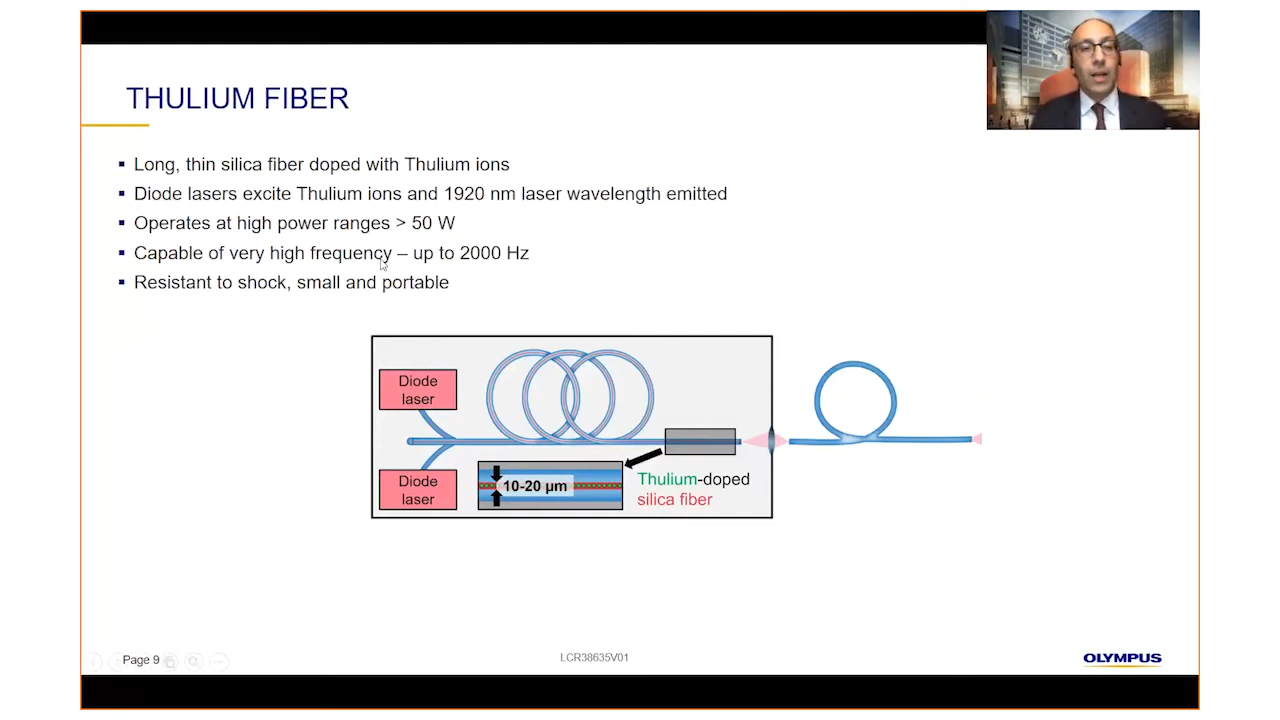 THULIUM FIBER
▪ Long, thin silica fiber doped with Thulium ions
▪ Diode lasers excite Thulium ions and 1920 nm laser wavelength emitted
▪ Operates at high power ranges > 50 W
▪ Capable of very high frequency – up to 2000 Hz
▪ Resistant to shock, small and portable
Diode
laser
Diode
laser
10-20 µm
Thulium-doped
silica fiber
Page 9
LCR38635V01
OLYMPUS